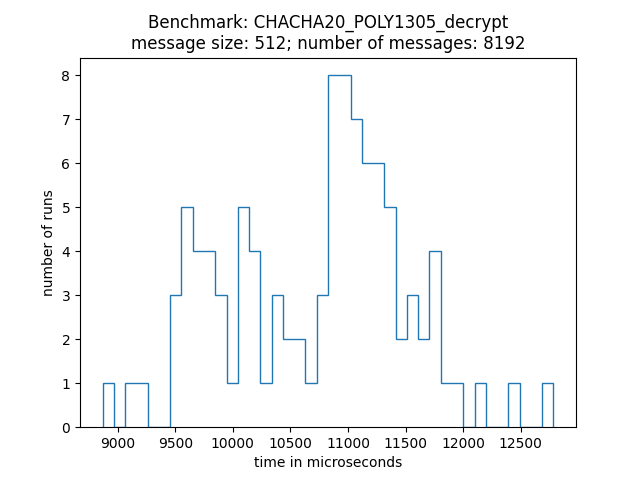 Benchmark: CHACHA20_POLY1305_decrypt
message size: 512; number of messages: 8192
8
7
6
5
4
3
2
1
0
number of runs
9000 9500 10000 10500 11000 11500 12000 12500
time in microseconds